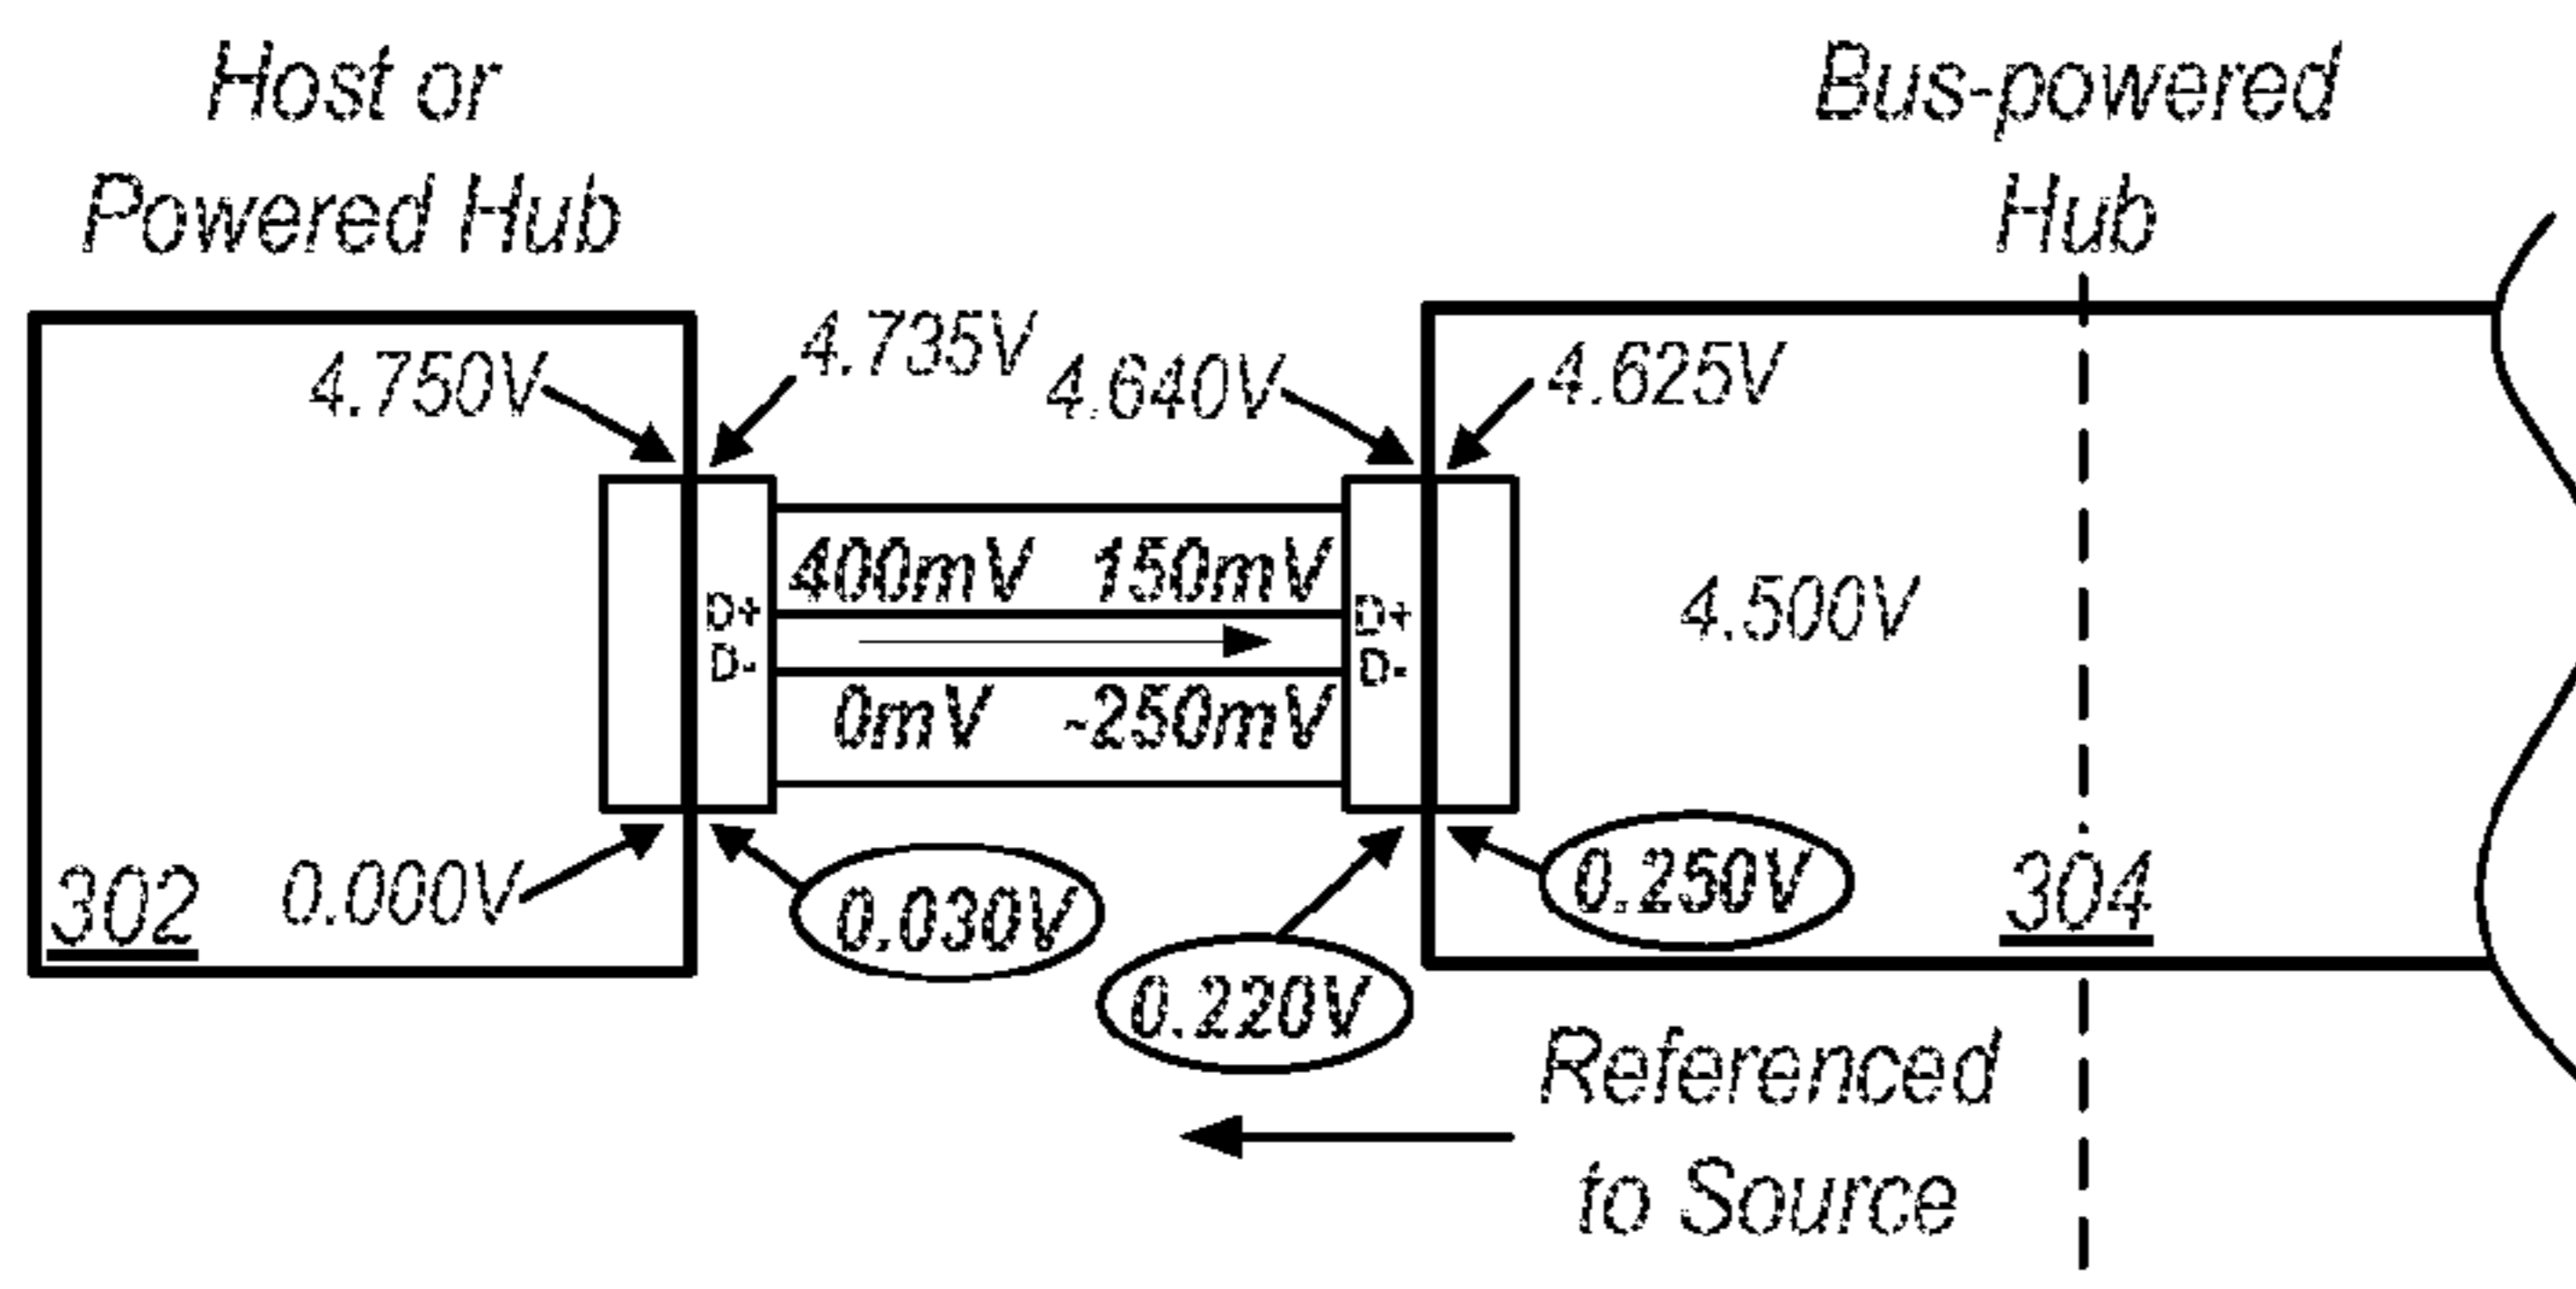 Host or
Powered Hub
Bus-powered
Hub
4.750V
4.735V
4.640V
4.625V
400mV
150mV
D+
D-
D+
D-
4.500V
0mV
-250mV
302
0.000V
0.030V
0.220V
0.250V
304
Referenced
to Source